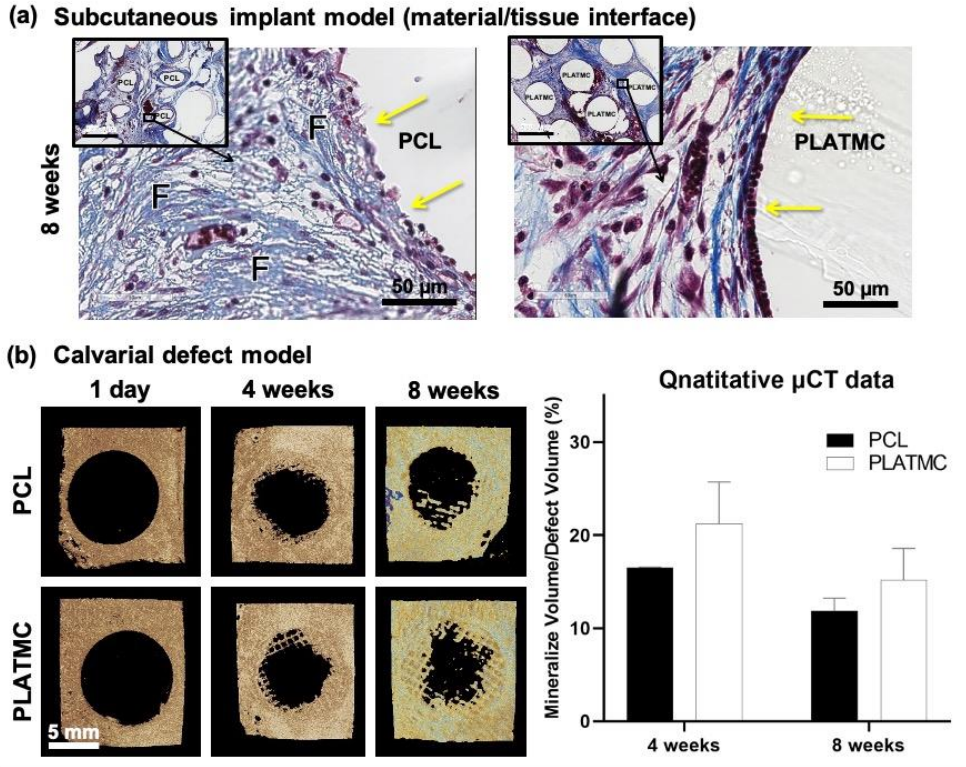 (a) Subcutaneous implant model (material/tissue interface)
8 weeks
PCL
PCL
PCL
F
F
F
PCL
50 µm
PLATMC
PLATMC
PLATMC
PLATMC
PLATMC
50 µm
(b) Calvarial defect model
1 day
4 weeks
8 weeks
PCL
PLATMC
5 mm
Qnatitative µCT data
Mineralize Volume/Defect Volume (%)
30
20
10
0
PCL
PLATMC
4 weeks
8 weeks